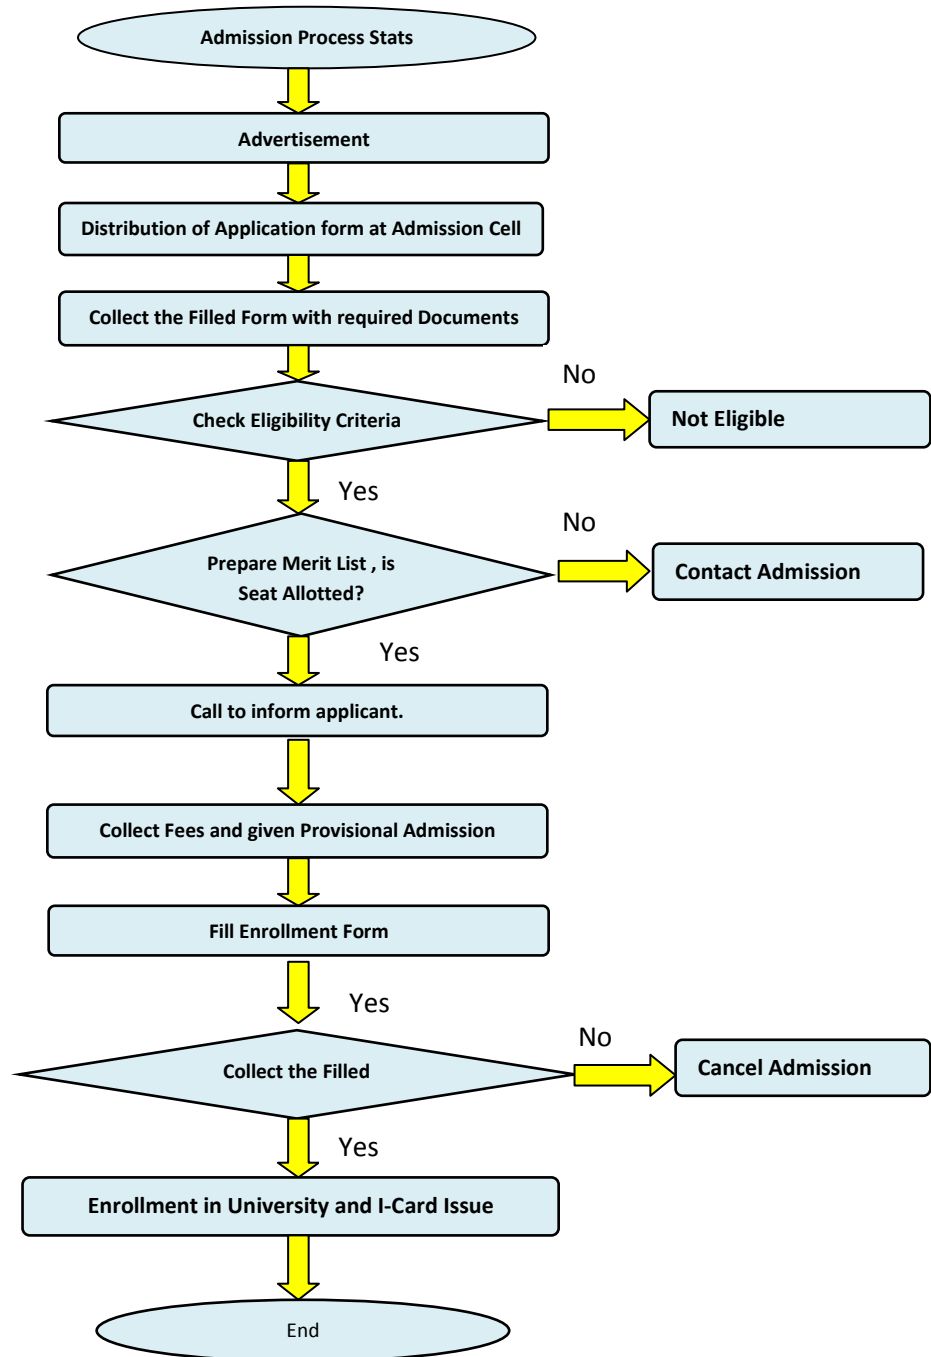 Admission Process Stats
Advertisement
Distribution of Application form at Admission Cell
Collect the Filled Form with required Documents
No
Check Eligibility Criteria
Not Eligible
Yes
No
Prepare Merit List , is
Seat Allotted?
Contact Admission
Yes
Call to inform applicant.
Collect Fees and given Provisional Admission
Fill Enrollment Form
Yes
No
Collect the Filled
Cancel Admission
Yes
Enrollment in University and I-Card Issue
End